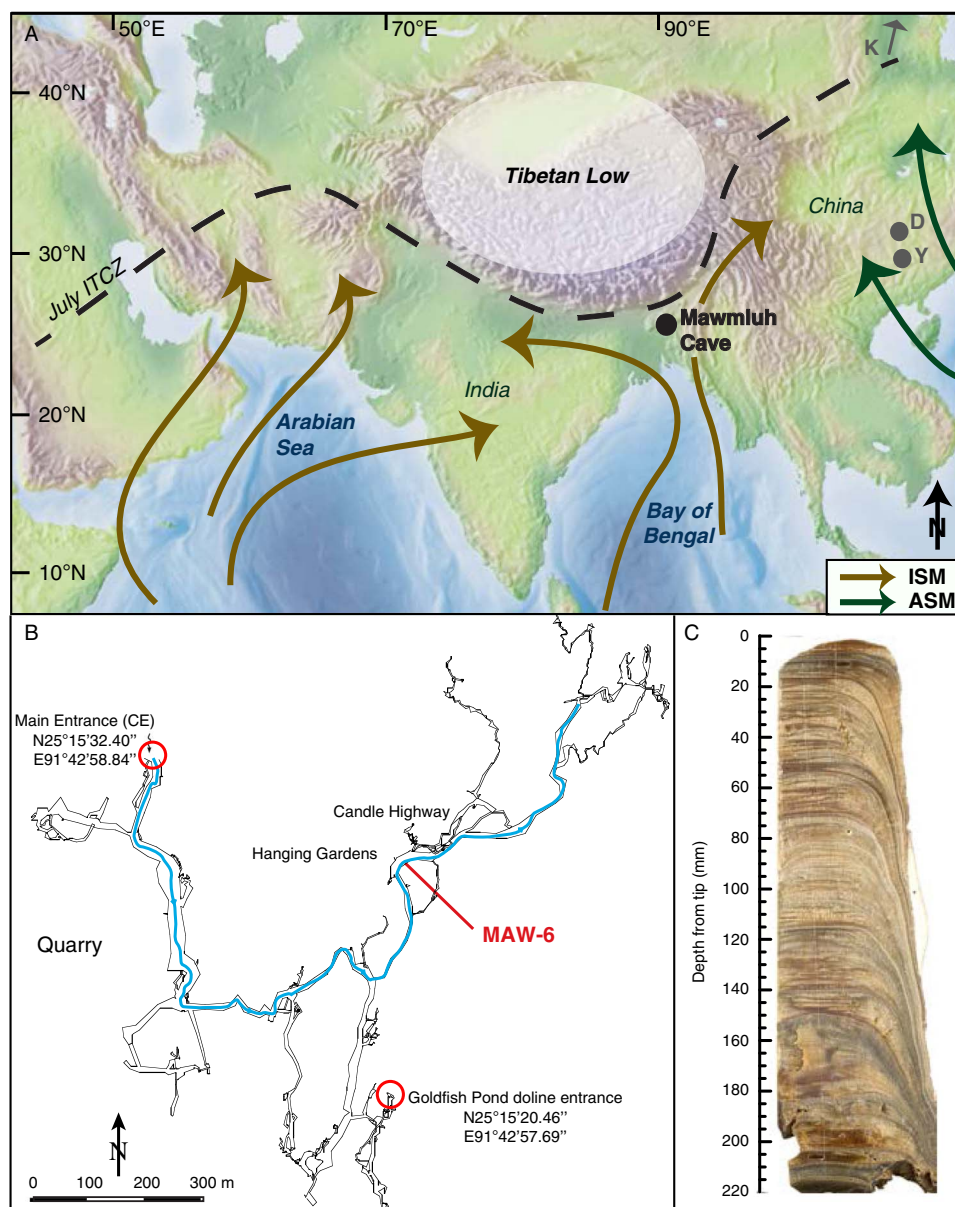 A
50°E
70°E
90°E
K
40°N
Tibetan Low
China
D
30°N
Y
July ITCZ
Mawmluh
Cave
India
20°N
Arabian
Sea
Bay of
Bengal
N
10°N
ISM
ASM
B
C
Main Entrance (CE)
N25°15’32.40’’
E91°42’58.84’’
Candle Highway
Hanging Gardens
MAW-6
Quarry
Goldfish Pond doline entrance
N25°15’20.46’’
E91°42’57.69’’
N
0 100 200 300 m
Depth from tip (mm)
0
20
40
60
80
100
120
140
160
180
200
220